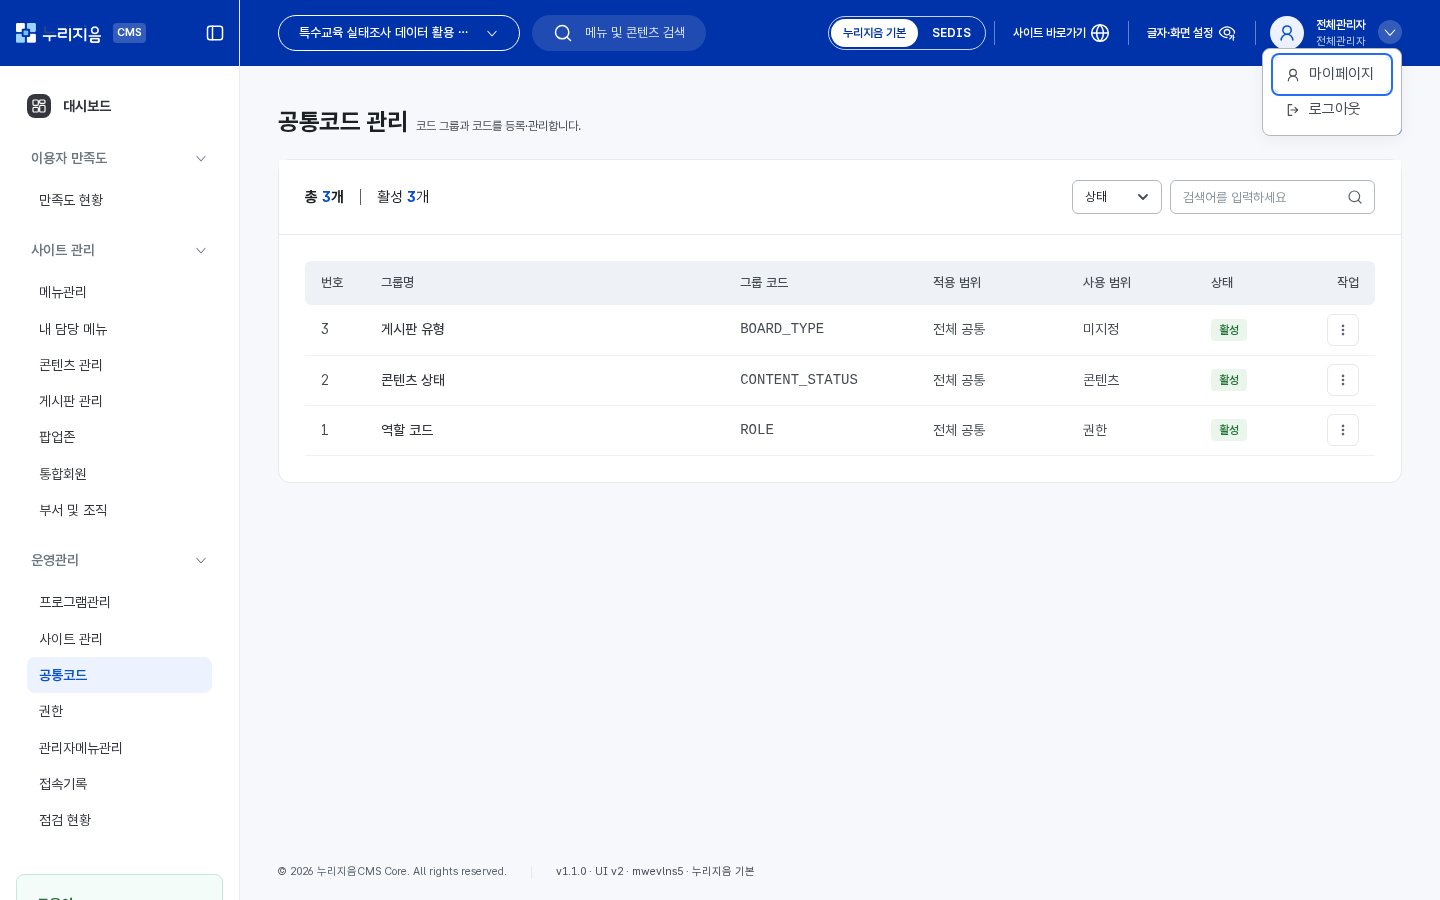 누리지음 CMS
특수교육 실태조사 데이터 활용 ···
메뉴 및 콘텐츠 검색
누리지음 기본
SEDIS
사이트 바로가기
글자·화면 설정
전체관리자
전체관리자
마이페이지
로그아웃
대시보드
이용자 만족도
만족도 현황
사이트 관리
메뉴관리
내 담당 메뉴
콘텐츠 관리
게시판 관리
팝업존
통합회원
부서 및 조직
운영관리
프로그램관리
사이트 관리
공통코드
권한
관리자메뉴관리
접속기록
점검 현황
공통코드 관리 코드 그룹과 코드를 등록·관리합니다.
총 3개 활성 3개
상태
검색어를 입력하세요
번호 그룹명 그룹 코드 적용 범위 사용 범위 상태 작업
3 게시판 유형 BOARD_TYPE 전체 공통 미지정 활성
2 콘텐츠 상태 CONTENT_STATUS 전체 공통 콘텐츠 활성
1 역할 코드 ROLE 전체 공통 권한 활성
© 2026 누리지음CMS Core. All rights reserved. v1.1.0 · UI v2 · mwevlns5 · 누리지음 기본